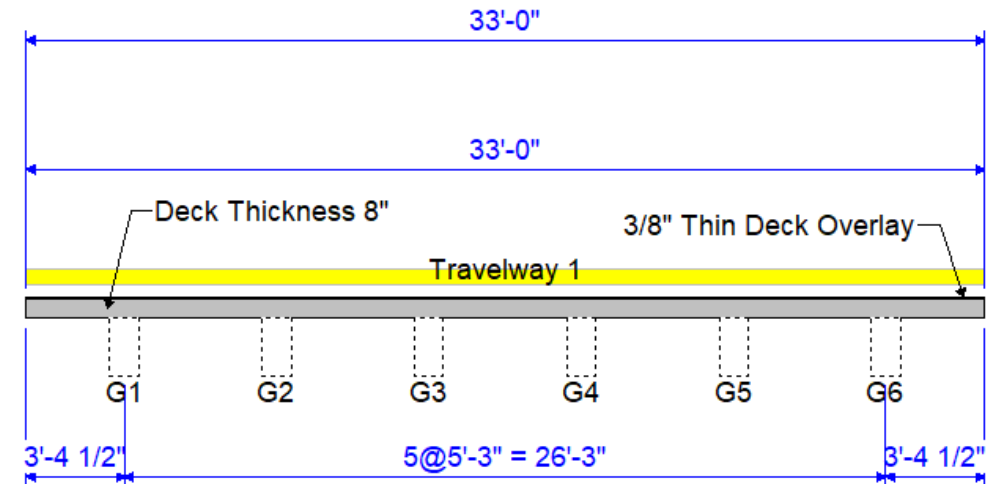 33'-0"
33'-0"
Deck Thickness 8"
3/8" Thin Deck Overlay
Travelway 1
G1 G2 G3 G4 G5 G6
3'-4 1/2" 5@5'-3" = 26'-3" 3'-4 1/2"